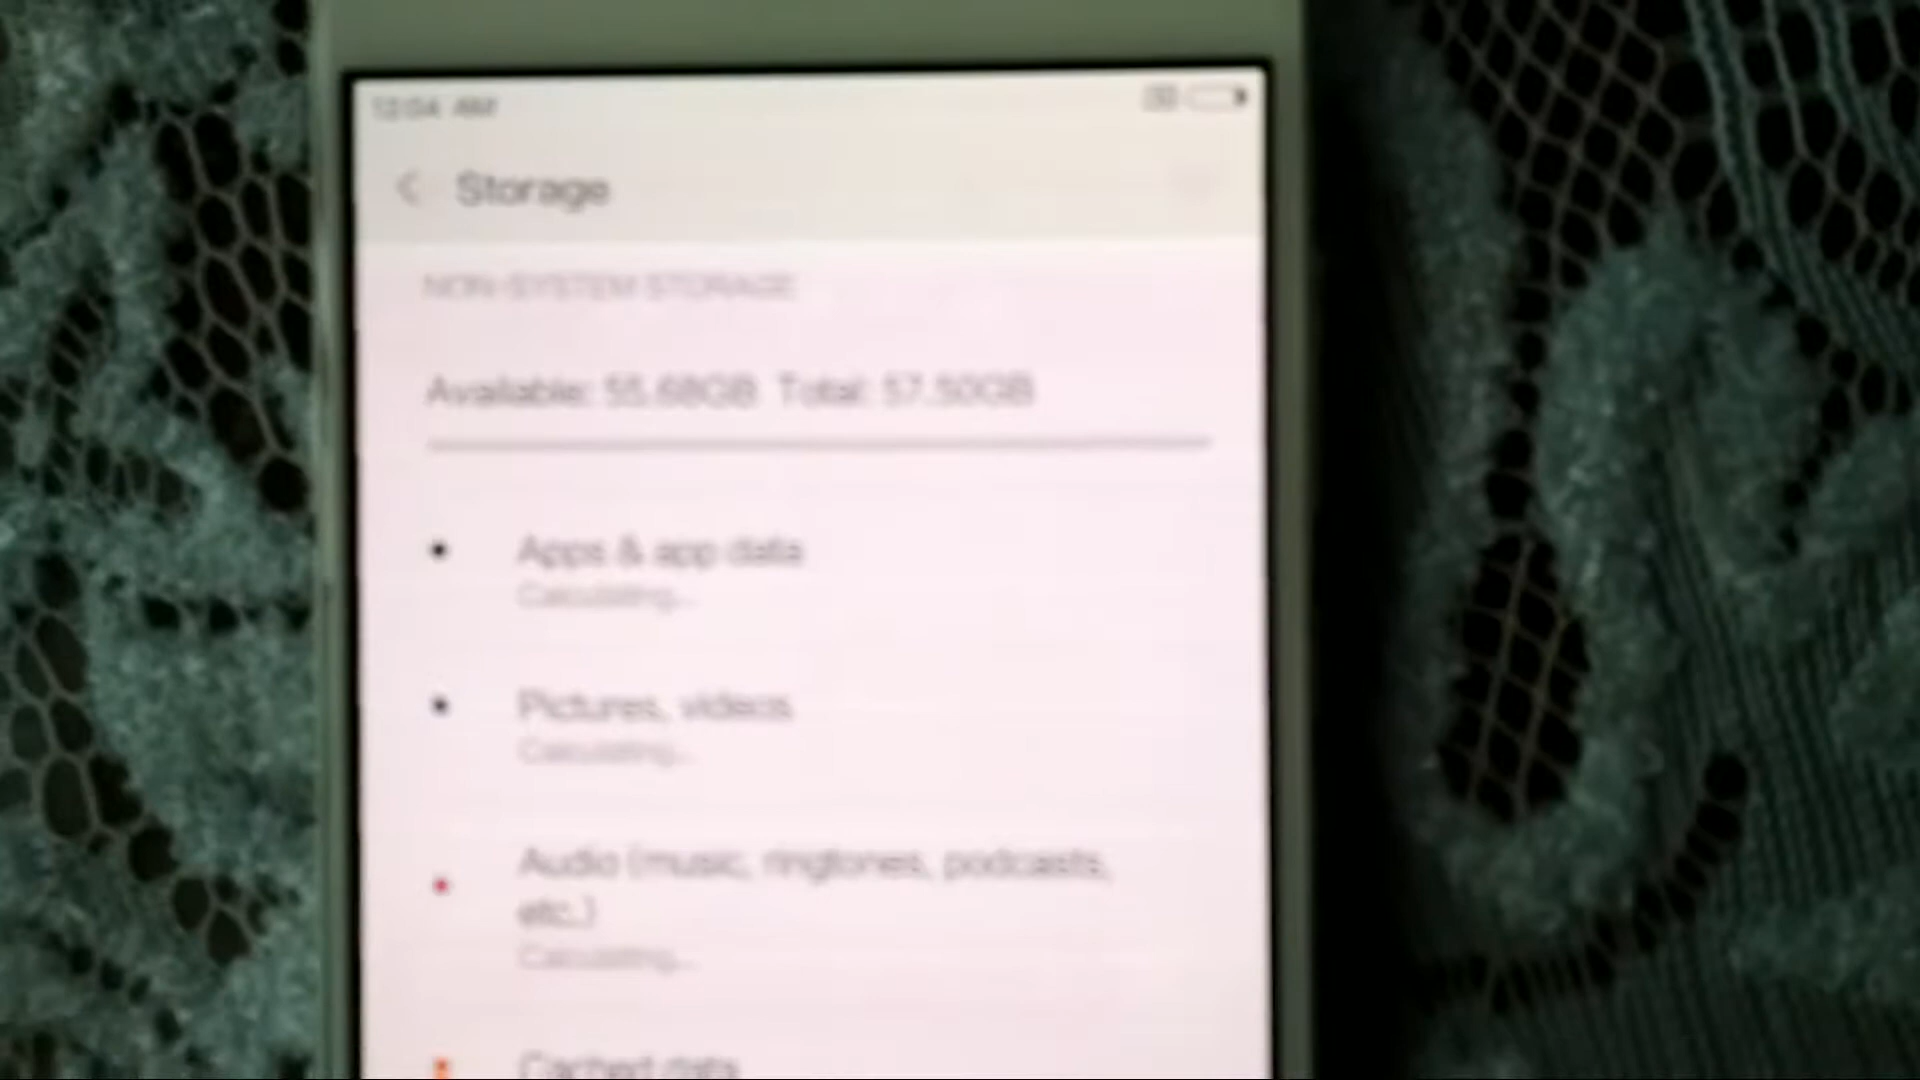 12:04 AM
Storage
NON-SYSTEM STORAGE
Available: 55.68GB Total: 57.50GB
Apps & app data
Calculating...
Pictures, videos
Calculating...
Audio (music, ringtones, podcasts,
etc.)
Calculating...
Cached data